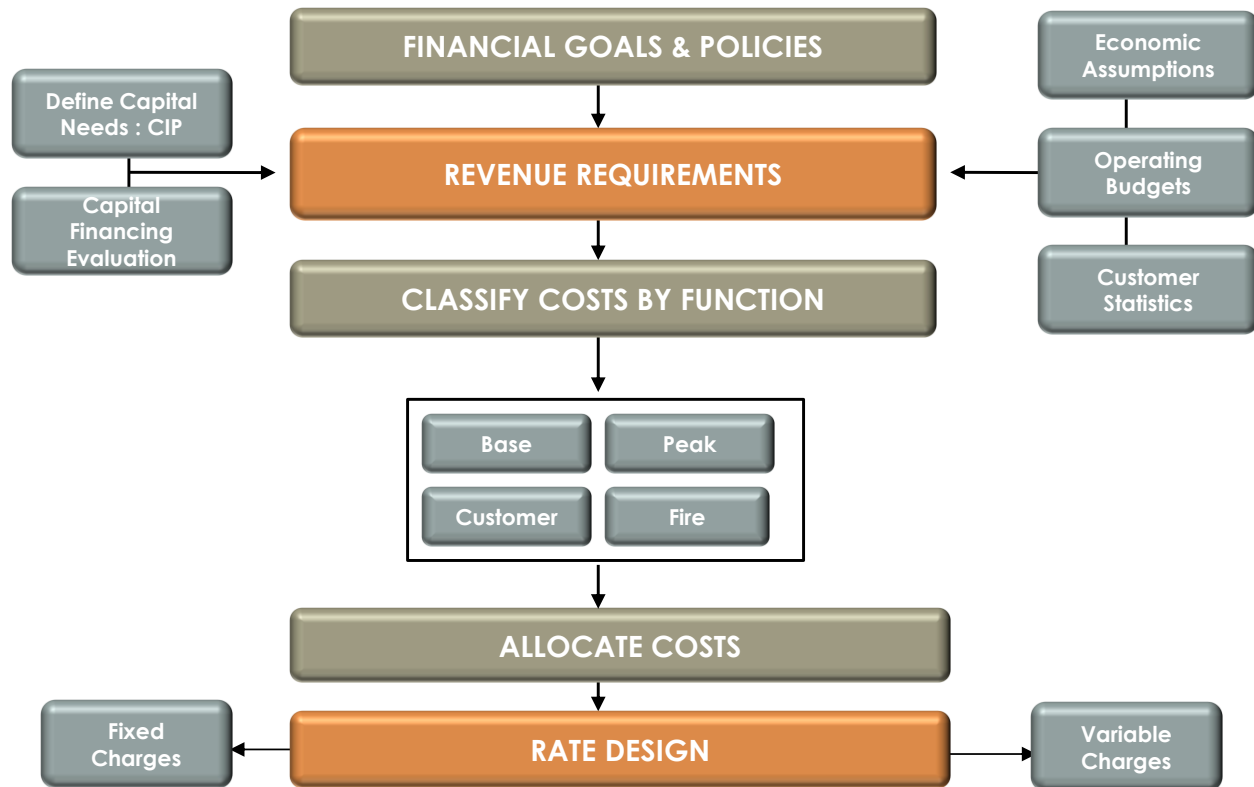 FINANCIAL GOALS & POLICIES
Economic
Assumptions
Define Capital
Needs : CIP
REVENUE REQUIREMENTS
Operating
Budgets
Capital
Financing
Evaluation
CLASSIFY COSTS BY FUNCTION
Customer
Statistics
Base
Peak
Customer
Fire
ALLOCATE COSTS
Fixed
Charges
RATE DESIGN
Variable
Charges